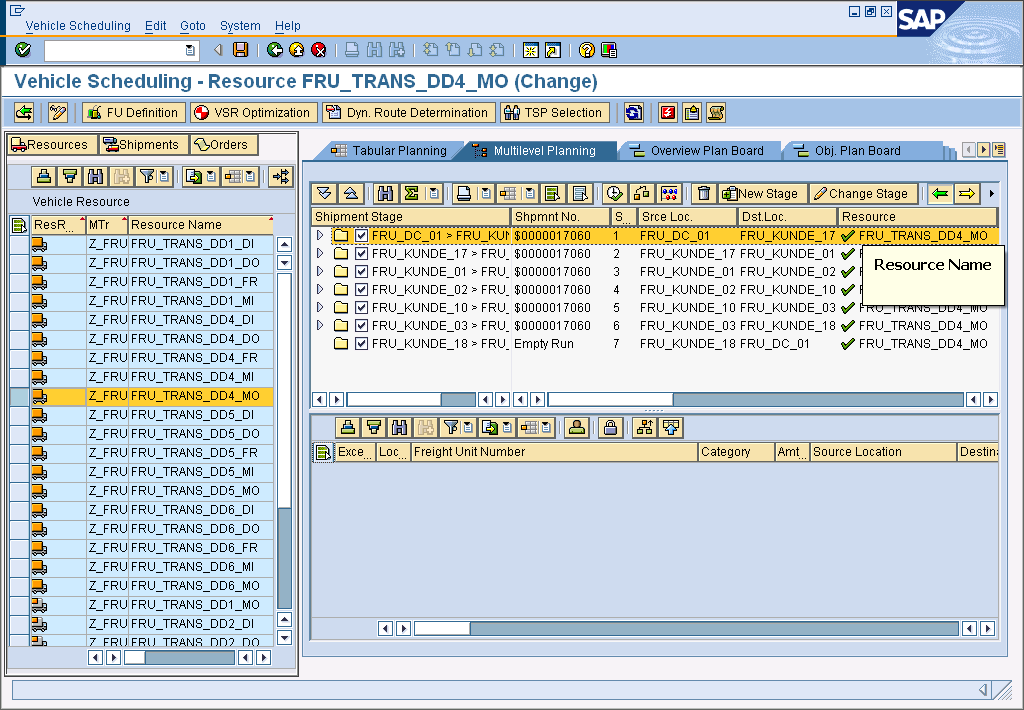 Vehicle Scheduling Edit Goto System Help
SAP
Vehicle Scheduling - Resource FRU_TRANS_DD4_MO (Change)
FU Definition VSR Optimization Dyn. Route Determination TSP Selection
Resources Shipments Orders
Tabular Planning Multilevel Planning Overview Plan Board Obj. Plan Board
New Stage Change Stage
Vehicle Resource
ResR... MTr Resource Name
Z_FRU FRU_TRANS_DD1_DI
Z_FRU FRU_TRANS_DD1_DO
Z_FRU FRU_TRANS_DD1_FR
Z_FRU FRU_TRANS_DD1_MI
Z_FRU FRU_TRANS_DD4_DI
Z_FRU FRU_TRANS_DD4_DO
Z_FRU FRU_TRANS_DD4_FR
Z_FRU FRU_TRANS_DD4_MI
Z_FRU FRU_TRANS_DD4_MO
Z_FRU FRU_TRANS_DD5_DI
Z_FRU FRU_TRANS_DD5_DO
Z_FRU FRU_TRANS_DD5_FR
Z_FRU FRU_TRANS_DD5_MI
Z_FRU FRU_TRANS_DD5_MO
Z_FRU FRU_TRANS_DD6_DI
Z_FRU FRU_TRANS_DD6_DO
Z_FRU FRU_TRANS_DD6_FR
Z_FRU FRU_TRANS_DD6_MI
Z_FRU FRU_TRANS_DD6_MO
Z_FRU FRU_TRANS_DD1_MO
Z_FRU FRU_TRANS_DD2_DI
Z_FRU FRU_TRANS_DD2_DO
Shipment Stage Shpmnt No. S... Srce Loc. Dst.Loc. Resource
FRU_DC_01 > FRU_KUN $0000017060 1 FRU_DC_01 FRU_KUNDE_17 FRU_TRANS_DD4_MO
FRU_KUNDE_17 > FRU_ $0000017060 2 FRU_KUNDE_17 FRU_KUNDE_01
FRU_KUNDE_01 > FRU_ $0000017060 3 FRU_KUNDE_01 FRU_KUNDE_02
FRU_KUNDE_02 > FRU_ $0000017060 4 FRU_KUNDE_02 FRU_KUNDE_10
FRU_KUNDE_10 > FRU_ $0000017060 5 FRU_KUNDE_10 FRU_KUNDE_03 FRU_TRANS_DD4_MO
FRU_KUNDE_03 > FRU_ $0000017060 6 FRU_KUNDE_03 FRU_KUNDE_18 FRU_TRANS_DD4_MO
FRU_KUNDE_18 > FRU_ Empty Run 7 FRU_KUNDE_18 FRU_DC_01 FRU_TRANS_DD4_MO
Resource Name
Exce... Loc... Freight Unit Number Category Amt... Source Location Destina